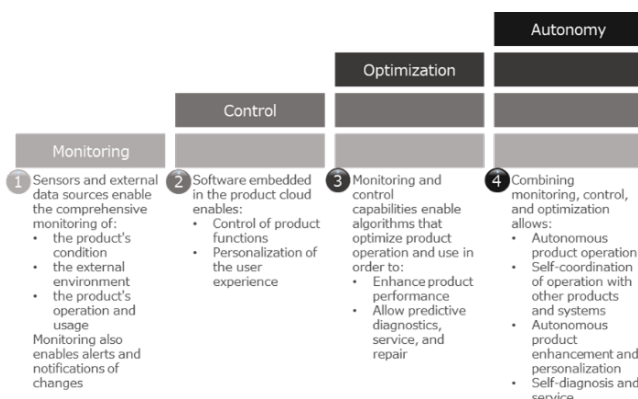 Autonomy
Optimization
Control
Monitoring
1 Sensors and external
data sources enable
the comprehensive
monitoring of:
• the product's
condition
• the external
environment
• the product's
operation and
usage
Monitoring also
enables alerts and
notifications of
changes
2 Software embedded
in the product cloud
enables:
• Control of product
functions
• Personalization of
the user
experience
3 Monitoring and
control
capabilities enable
algorithms that
optimize product
operation and use in
order to:
• Enhance product
performance
• Allow predictive
diagnostics,
service, and
repair
4 Combining
monitoring, control,
and optimization
allows:
• Autonomous
product operation
• Self-coordination
of operation with
other products
and systems
• Autonomous
product
enhancement and
personalization
• Self-diagnosis and
service